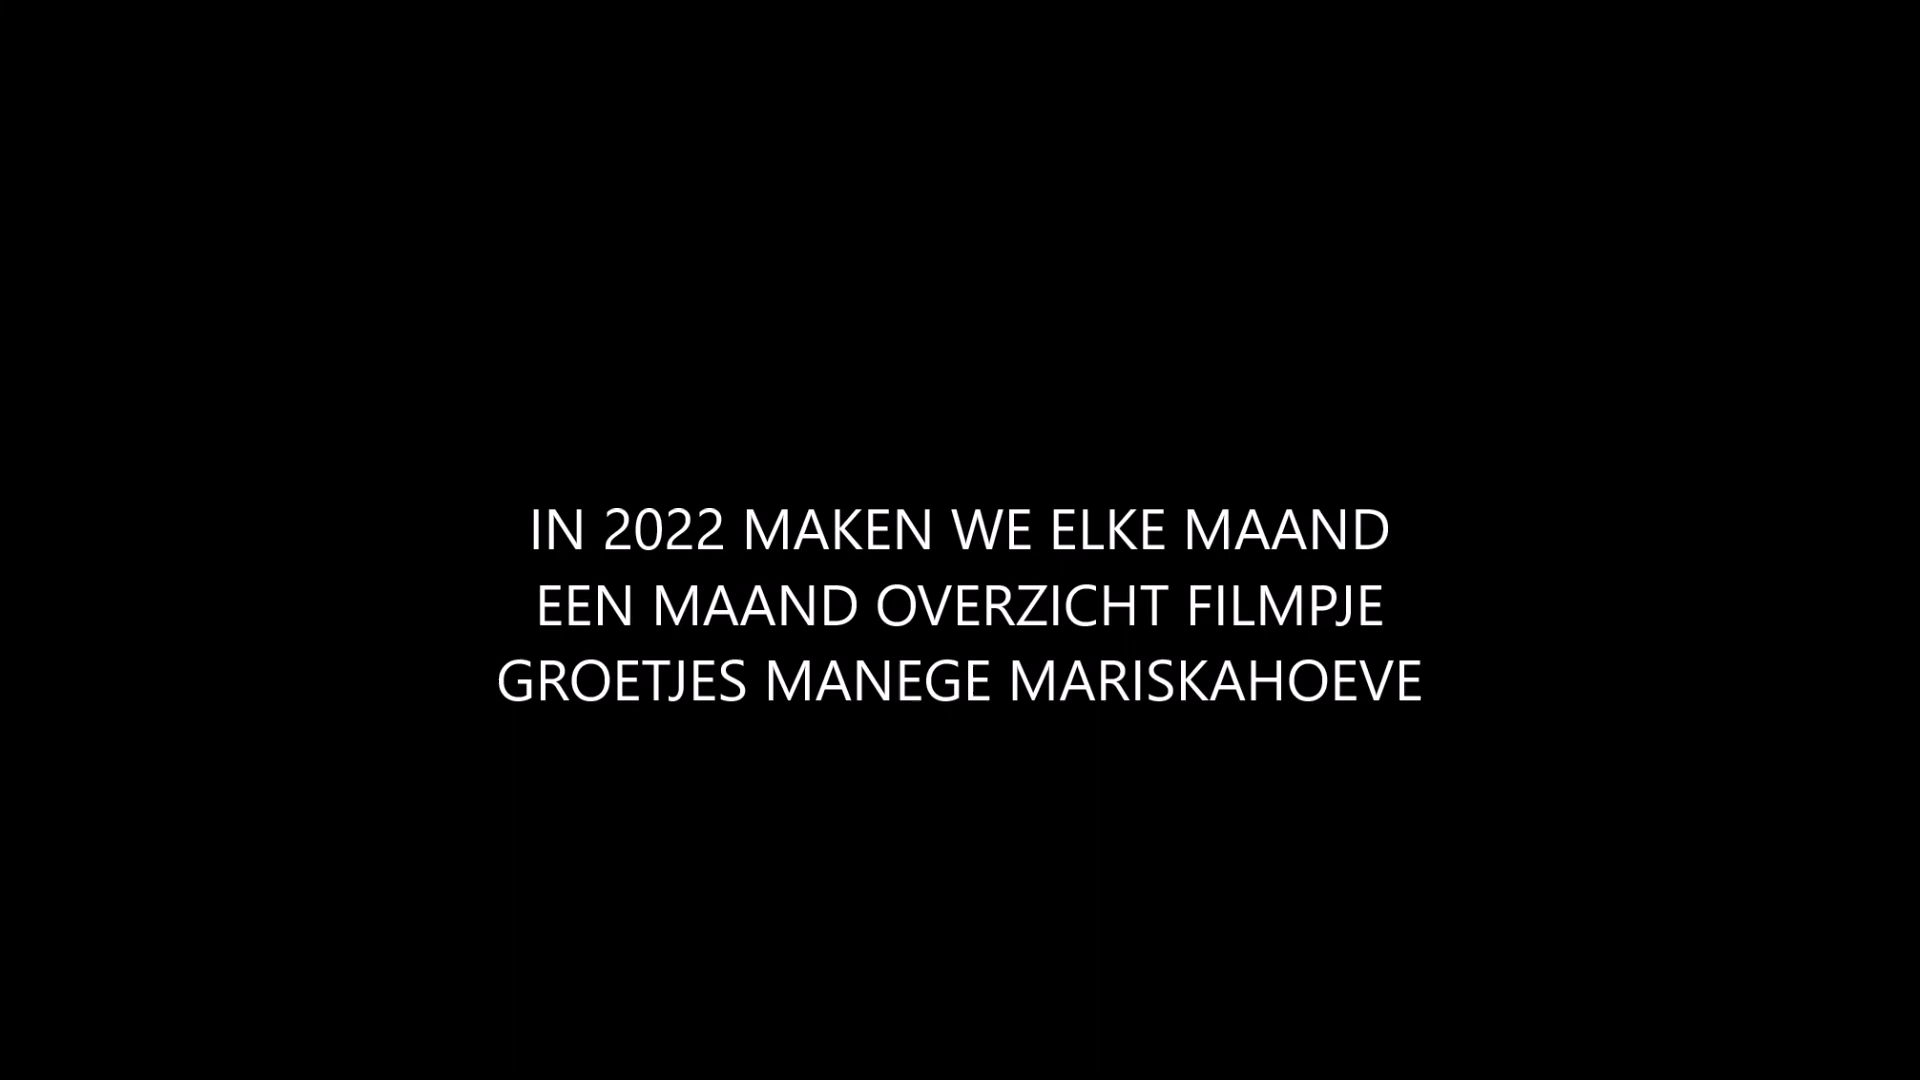 IN 2022 MAKEN WE ELKE MAAND
EEN MAAND OVERZICHT FILMPJE
GROETJES MANEGE MARISKAHOEVE